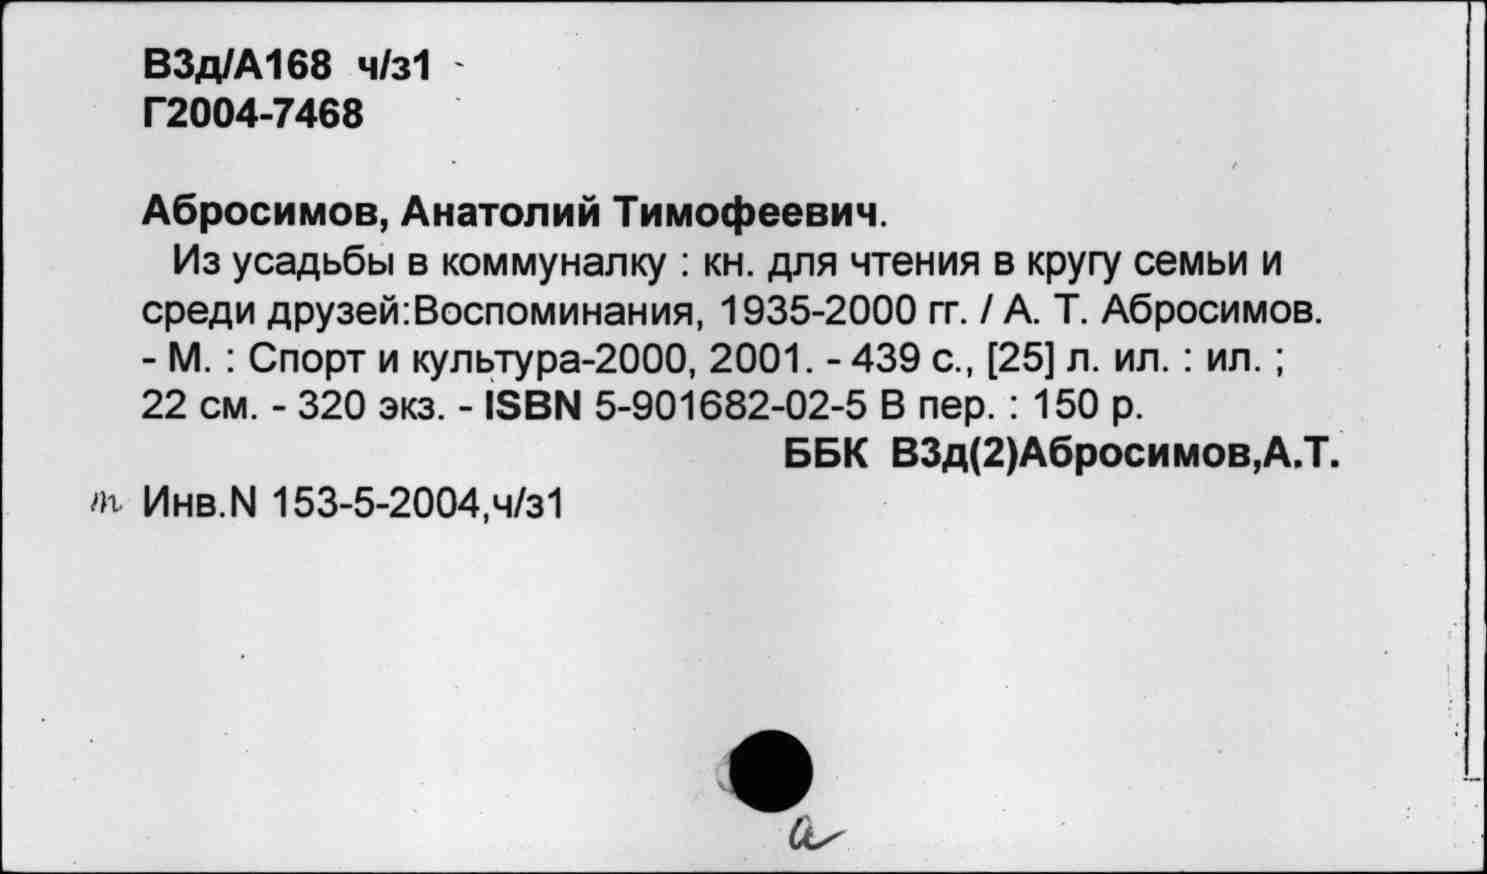 В3д/А168 ч/з1 -
Г2004-7468
Абросимов, Анатолий Тимофеевич.
Из усадьбы в коммуналку : кн. для чтения в кругу семьи и
среди друзей:Воспоминания, 1935-2000 гг. / А. Т. Абросимов.
- М. : Спорт и культура-2000, 2001. - 439 с., [25] л. ил. : ил. ;
22 см. - 320 экз. - ISBN 5-901682-02-5 В пер. : 150 р.
ББК В3д(2)Абросимов,А.Т.
т Инв.N 153-5-2004,ч/з1
а